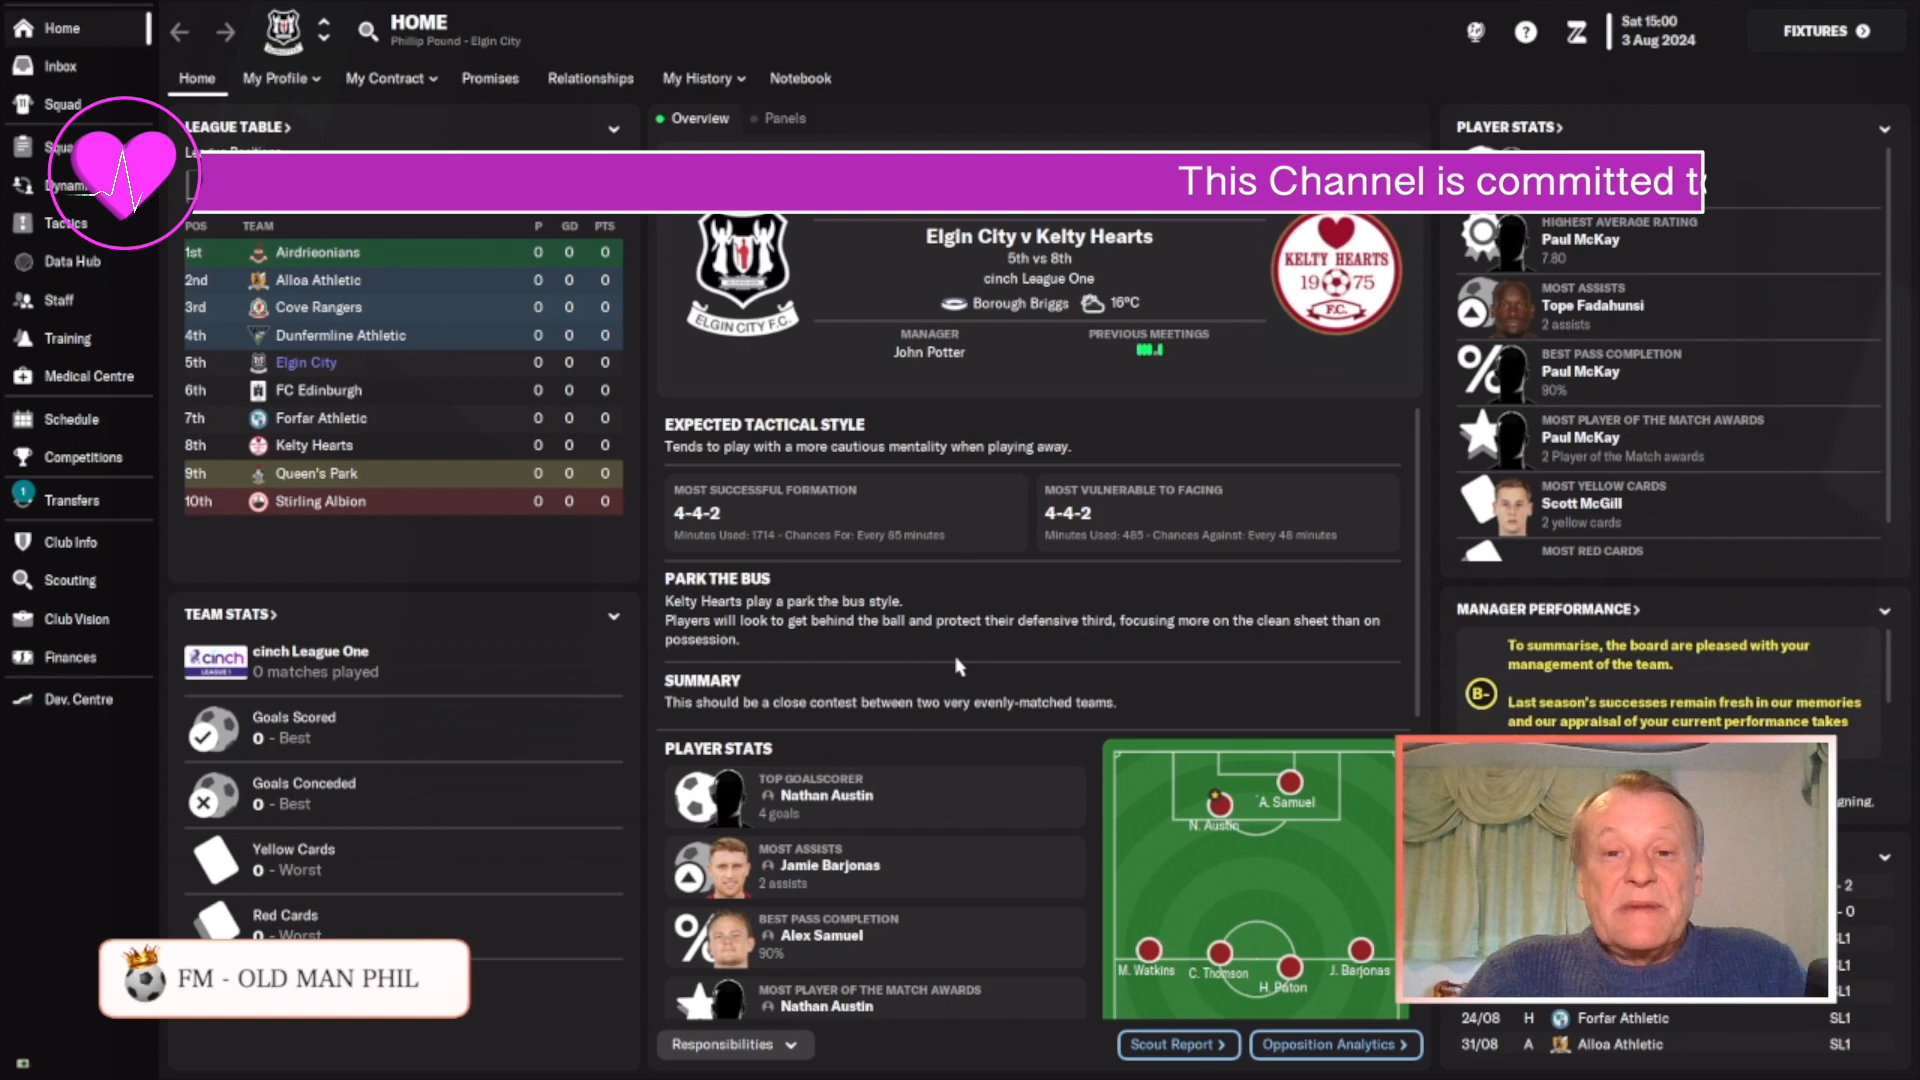 Home
Inbox
Squad
Dynam
Tactics
Data Hub
Staff
Training
Medical Centre
Schedule
Competitions
1
Transfers
Club Info
Scouting
Club Vision
Finances
Dev. Centre
HOME
Phillip Pound - Elgin City
Sat 15:00
3 Aug 2024
FIXTURES
Home
My Profile
My Contract
Promises
Relationships
My History
Notebook
LEAGUE TABLE>
This Channel is committed t
POS TEAM P GD PTS
1st Airdrieonians 0 0 0
2nd Alloa Athletic 0 0 0
3rd Cove Rangers 0 0 0
4th Dunfermline Athletic 0 0 0
5th Elgin City 0 0 0
6th FC Edinburgh 0 0 0
7th Forfar Athletic 0 0 0
8th Kelty Hearts 0 0 0
9th Queen's Park 0 0 0
10th Stirling Albion 0 0 0
TEAM STATS>
cinch
LEAGUE 1
cinch League One
0 matches played
Goals Scored
0 - Best
Goals Conceded
0 - Best
Yellow Cards
0 - Worst
Red Cards
0 - Worst
FM - OLD MAN PHIL
Overview
Panels
ELGIN CITY F.C.
Elgin City v Kelty Hearts
5th vs 8th
cinch League One
Borough Briggs 16°C
MANAGER
John Potter
PREVIOUS MEETINGS
KELTY HEARTS
1975
F.C.
EXPECTED TACTICAL STYLE
Tends to play with a more cautious mentality when playing away.
MOST SUCCESSFUL FORMATION
4-4-2
Minutes Used: 1714 - Chances For: Every 85 minutes
MOST VULNERABLE TO FACING
4-4-2
Minutes Used: 485 - Chances Against: Every 48 minutes
PARK THE BUS
Kelty Hearts play a park the bus style.
Players will look to get behind the ball and protect their defensive third, focusing more on the clean sheet than on
possession.
SUMMARY
This should be a close contest between two very evenly-matched teams.
PLAYER STATS
TOP GOALSCORER
Nathan Austin
4 goals
MOST ASSISTS
Jamie Barjonas
2 assists
BEST PASS COMPLETION
Alex Samuel
90%
MOST PLAYER OF THE MATCH AWARDS
Nathan Austin
A. Samuel
N. Austin
M. Watkins
C. Thomson
H. Paton
J. Barjonas
Responsibilities
Scout Report >
Opposition Analytics >
PLAYER STATS>
HIGHEST AVERAGE RATING
Paul McKay
7.80
MOST ASSISTS
Tope Fadahunsi
2 assists
BEST PASS COMPLETION
Paul McKay
90%
MOST PLAYER OF THE MATCH AWARDS
Paul McKay
2 Player of the Match awards
MOST YELLOW CARDS
Scott McGill
2 yellow cards
MOST RED CARDS
MANAGER PERFORMANCE>
B-
To summarise, the board are pleased with your
management of the team.
Last season's successes remain fresh in our memories
and our appraisal of your current performance takes
gning.
- 2
- 0
SL1
SL1
SL1
24/08 H Forfar Athletic SL1
31/08 A Alloa Athletic SL1